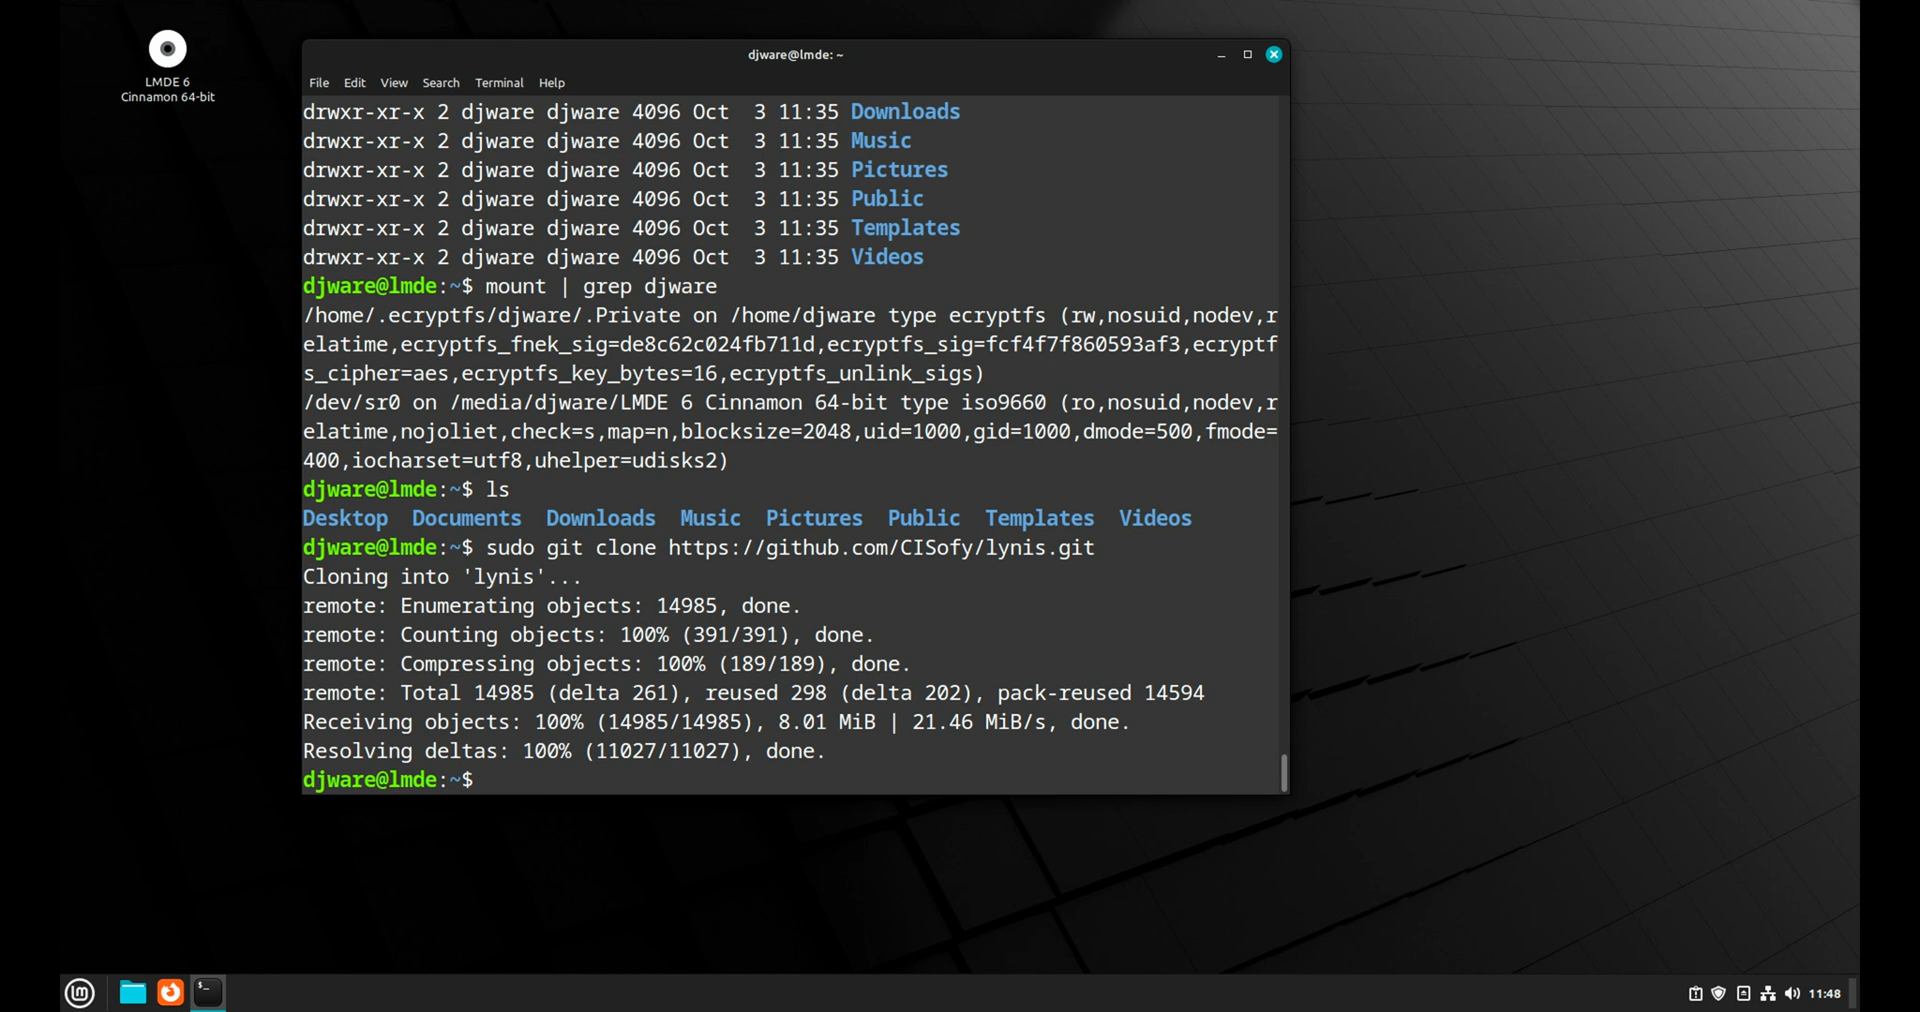 LMDE 6
Cinnamon 64-bit
djware@lmde: ~
File Edit View Search Terminal Help
drwxr-xr-x 2 djware djware 4096 Oct  3 11:35 Downloads
drwxr-xr-x 2 djware djware 4096 Oct  3 11:35 Music
drwxr-xr-x 2 djware djware 4096 Oct  3 11:35 Pictures
drwxr-xr-x 2 djware djware 4096 Oct  3 11:35 Public
drwxr-xr-x 2 djware djware 4096 Oct  3 11:35 Templates
drwxr-xr-x 2 djware djware 4096 Oct  3 11:35 Videos
djware@lmde:~$ mount | grep djware
/home/.ecryptfs/djware/.Private on /home/djware type ecryptfs (rw,nosuid,nodev,r
elatime,ecryptfs_fnek_sig=de8c62c024fb711d,ecryptfs_sig=fcf4f7f860593af3,ecryptf
s_cipher=aes,ecryptfs_key_bytes=16,ecryptfs_unlink_sigs)
/dev/sr0 on /media/djware/LMDE 6 Cinnamon 64-bit type iso9660 (ro,nosuid,nodev,r
elatime,nojoliet,check=s,map=n,blocksize=2048,uid=1000,gid=1000,dmode=500,fmode=
400,iocharset=utf8,uhelper=udisks2)
djware@lmde:~$ ls
Desktop  Documents  Downloads  Music  Pictures  Public  Templates  Videos
djware@lmde:~$ sudo git clone https://github.com/CISofy/lynis.git
Cloning into 'lynis'...
remote: Enumerating objects: 14985, done.
remote: Counting objects: 100% (391/391), done.
remote: Compressing objects: 100% (189/189), done.
remote: Total 14985 (delta 261), reused 298 (delta 202), pack-reused 14594
Receiving objects: 100% (14985/14985), 8.01 MiB | 21.46 MiB/s, done.
Resolving deltas: 100% (11027/11027), done.
djware@lmde:~$
11:48